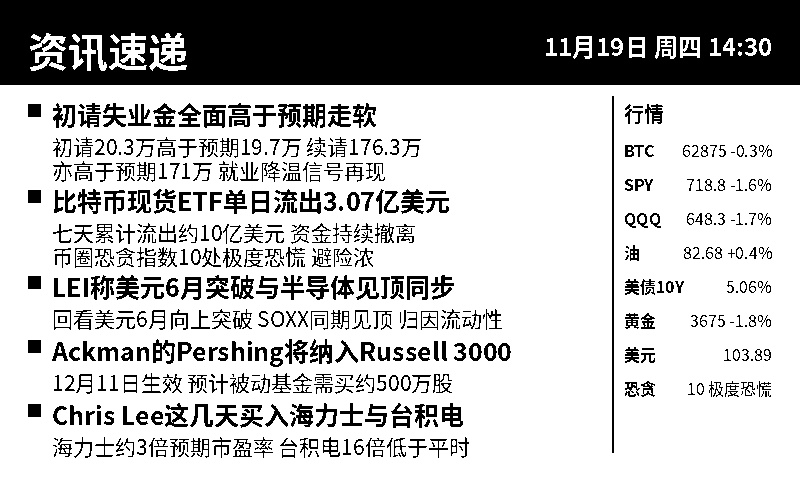 资讯速递
11月19日 周四 14:30
初请失业金全面高于预期走软
初请20.3万高于预期19.7万 续请176.3万
亦高于预期171万 就业降温信号再现
比特币现货ETF单日流出3.07亿美元
七天累计流出约10亿美元 资金持续撤离
币圈恐贪指数10处极度恐慌 避险浓
LEI称美元6月突破与半导体见顶同步
回看美元6月向上突破 SOXX同期见顶 归因流动性
Ackman的Pershing将纳入Russell 3000
12月11日生效 预计被动基金需买约500万股
Chris Lee这几天买入海力士与台积电
海力士约3倍预期市盈率 台积电16倍低于平时
行情
BTC 62875 -0.3%
SPY 718.8 -1.6%
QQQ 648.3 -1.7%
油 82.68 +0.4%
美债10Y 5.06%
黄金 3675 -1.8%
美元 103.89
恐贪 10 极度恐慌